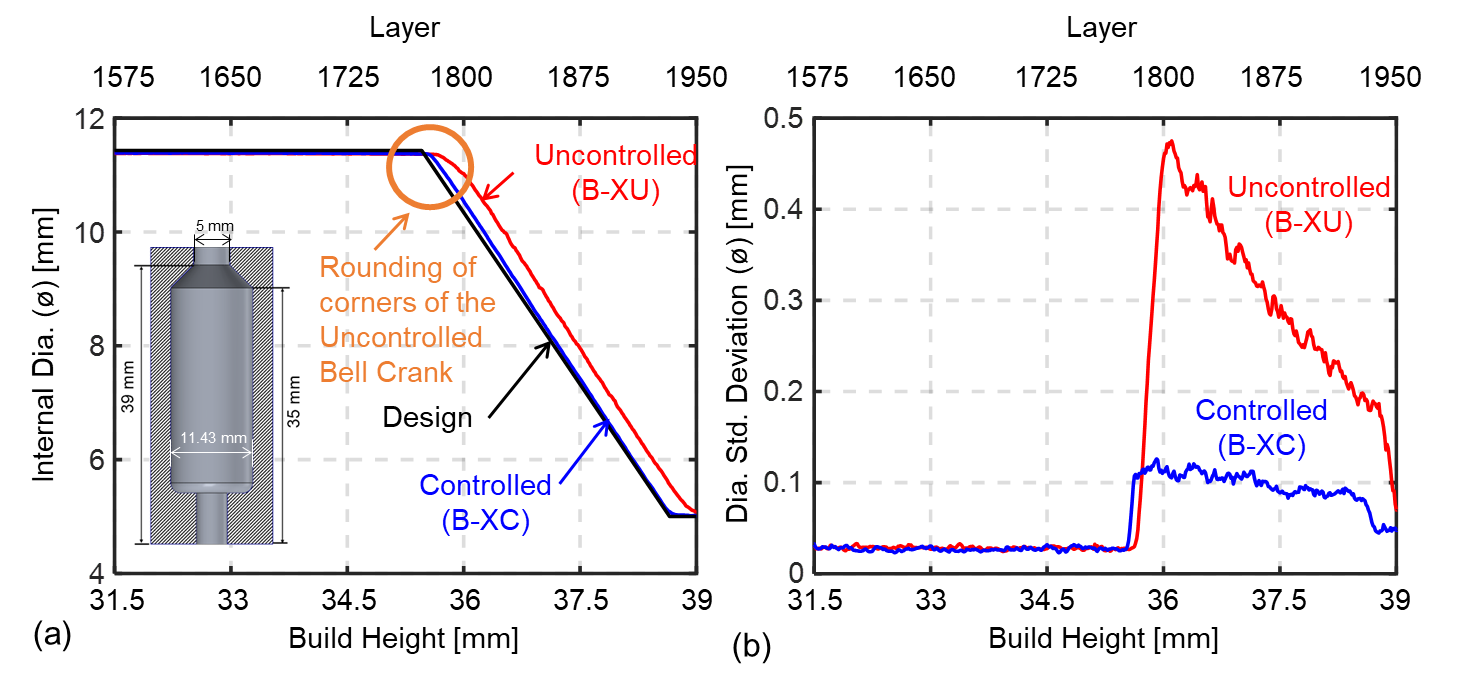 Layer
1575 1650 1725 1800 1875 1950
12
10
8
6
4
31.5 33 34.5 36 37.5 39
Internal Dia. (ø) [mm]
Build Height [mm]
(a)
Uncontrolled
(B-XU)
Rounding of
corners of the
Uncontrolled
Bell Crank
Design
Controlled
(B-XC)
5 mm
39 mm
35 mm
11.43 mm
Layer
1575 1650 1725 1800 1875 1950
0.5
0.4
0.3
0.2
0.1
0
31.5 33 34.5 36 37.5 39
Dia. Std. Deviation (ø) [mm]
Build Height [mm]
(b)
Uncontrolled
(B-XU)
Controlled
(B-XC)